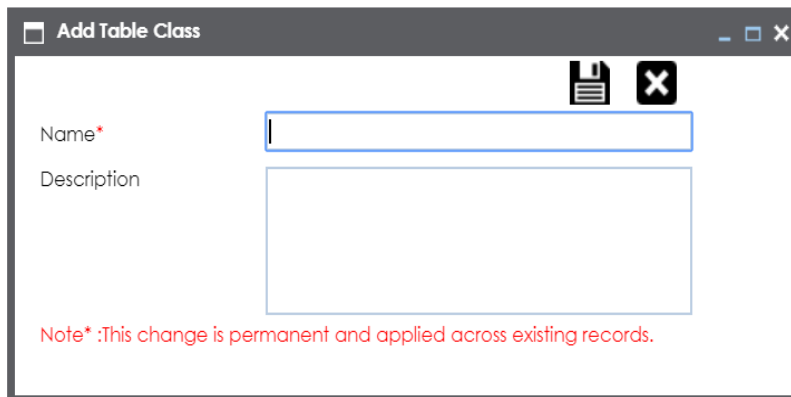 Add Table Class
Name*
Description
Note* :This change is permanent and applied across existing records.